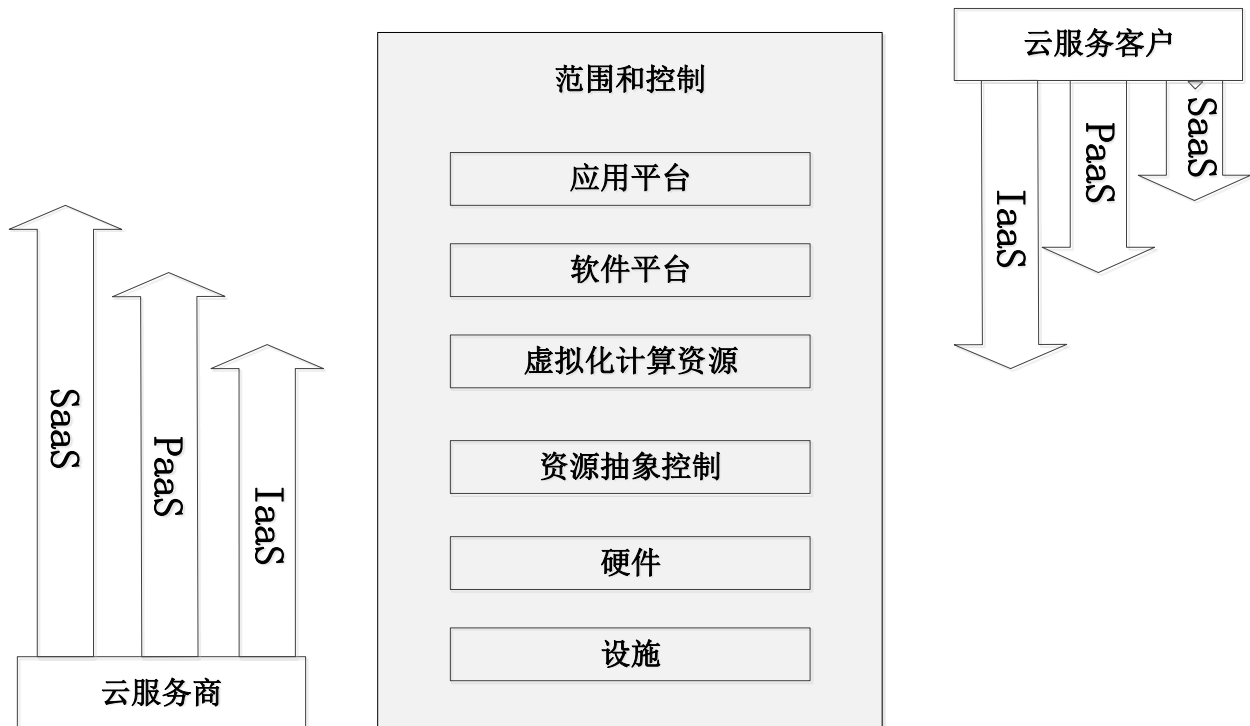 云服务客户
范围和控制
SaaS
PaaS
IaaS
应用平台
软件平台
虚拟化计算资源
资源抽象控制
硬件
设施
SaaS
PaaS
IaaS
云服务商